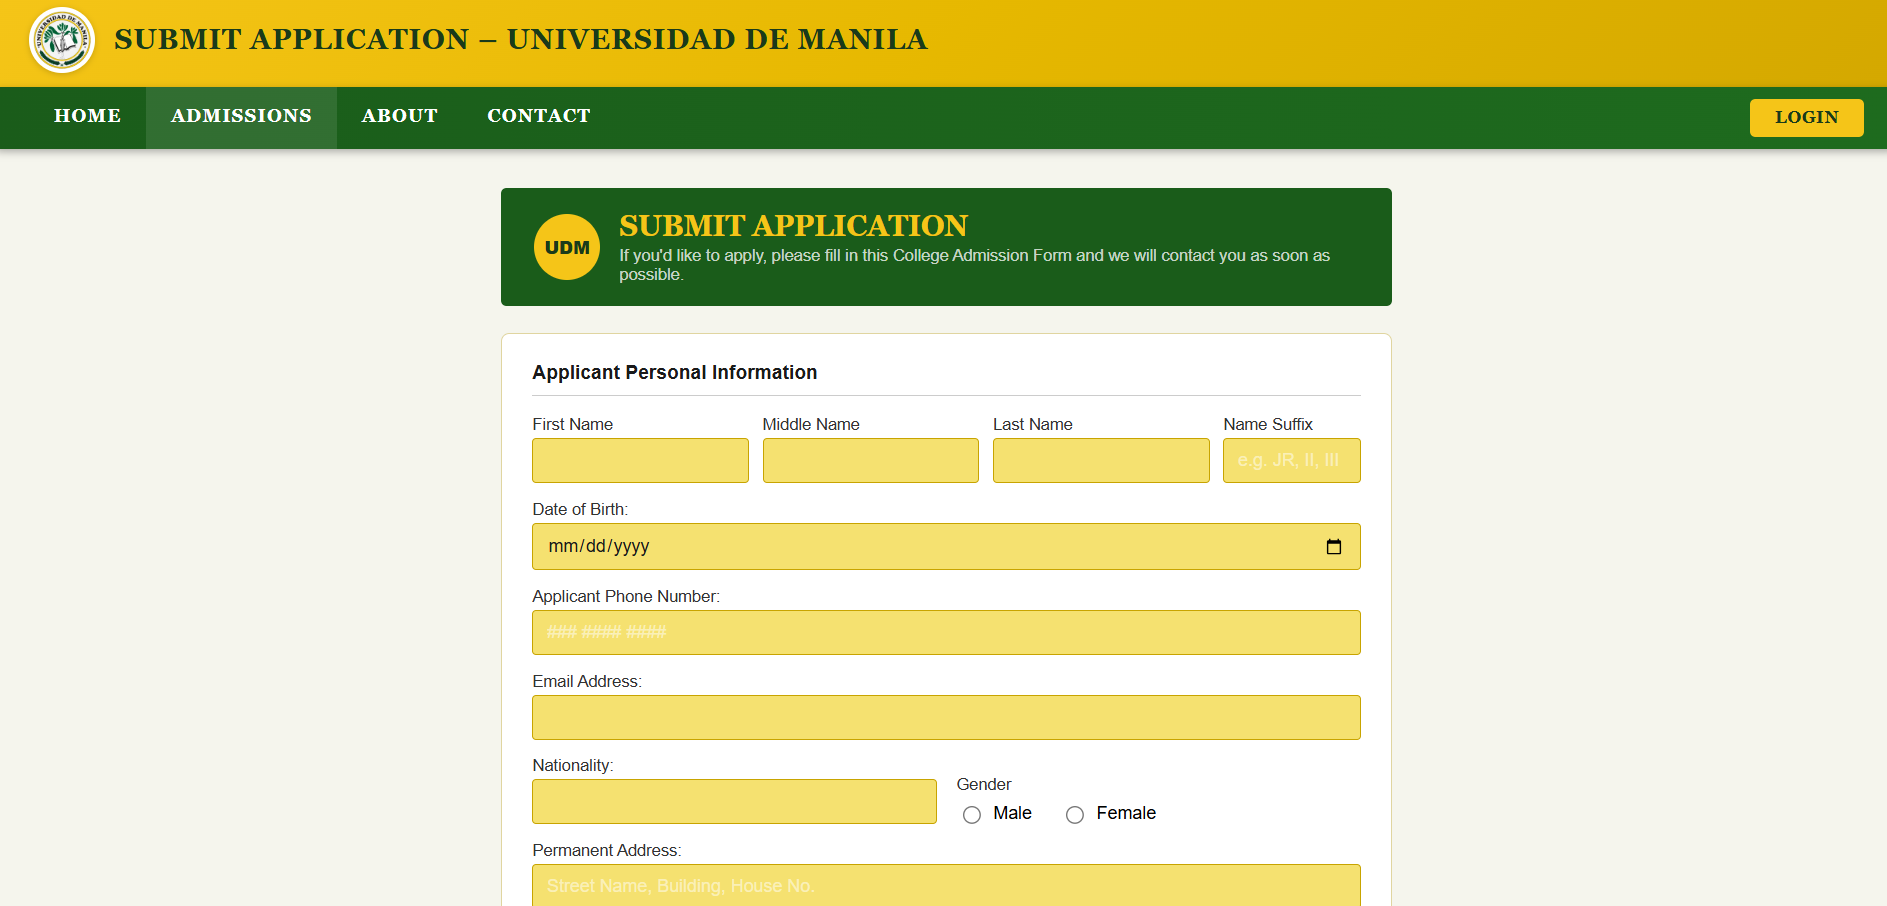 UNIVERSIDAD DE MANILA
SUBMIT APPLICATION – UNIVERSIDAD DE MANILA
HOME ADMISSIONS ABOUT CONTACT LOGIN
UDM
SUBMIT APPLICATION
If you'd like to apply, please fill in this College Admission Form and we will contact you as soon as
possible.
Applicant Personal Information
First Name Middle Name Last Name Name Suffix
e.g. JR, II, III
Date of Birth:
mm/dd/yyyy
Applicant Phone Number:
### #### ####
Email Address:
Nationality:
Gender
Male Female
Permanent Address:
Street Name, Building, House No.